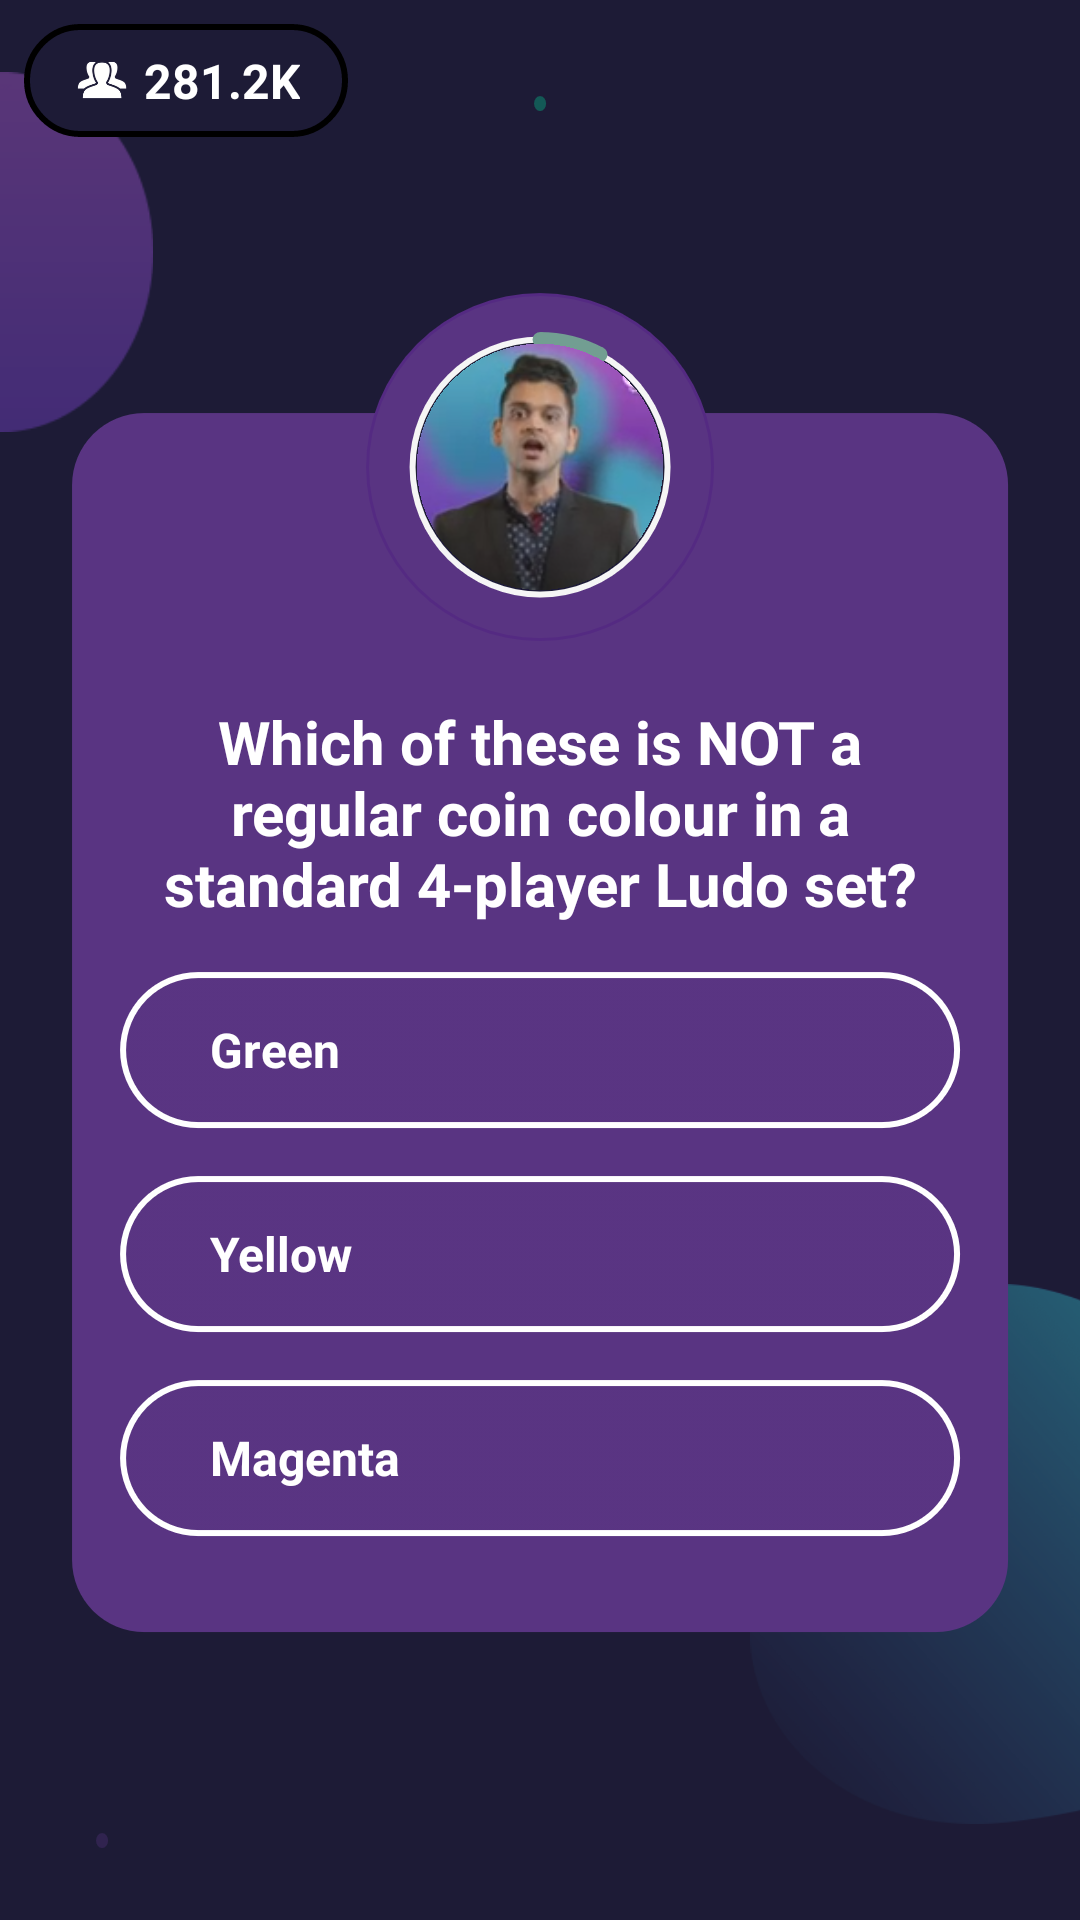 281.2K
Which of these is NOT a
regular coin colour in a
standard 4-player Ludo set?
Green
Yellow
Magenta